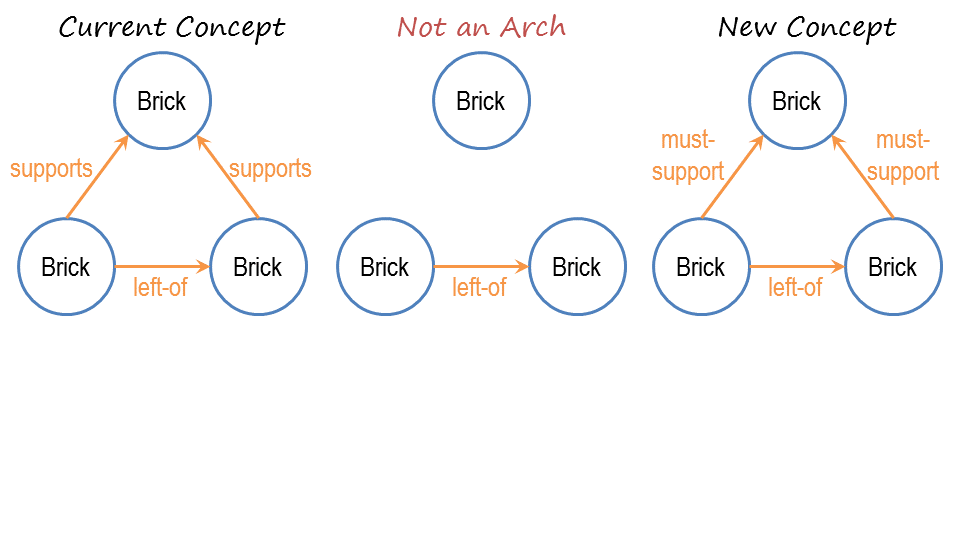 Current Concept
Brick
supports
supports
Brick
Brick
left-of
Not an Arch
Brick
Brick
Brick
left-of
New Concept
Brick
must-
support
must-
support
Brick
Brick
left-of